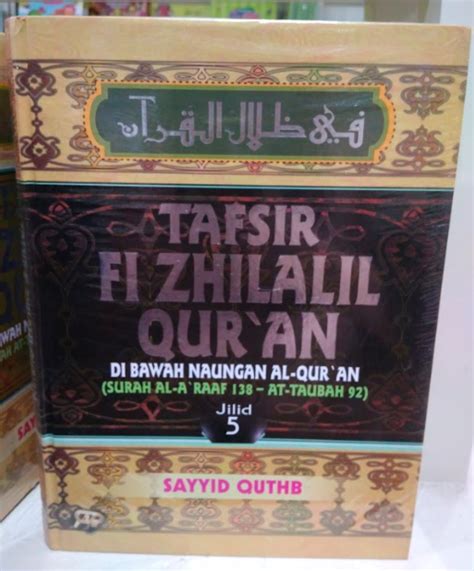 في ظلال القرآن
TAFSIR
FI ZHILALIL
QUR`AN
DI BAWAH NAUNGAN AL-QUR`AN
(SURAH AL-A`RAAF 138 – AT-TAUBAH 92)
Jilid
5
SAYYID QUTHB